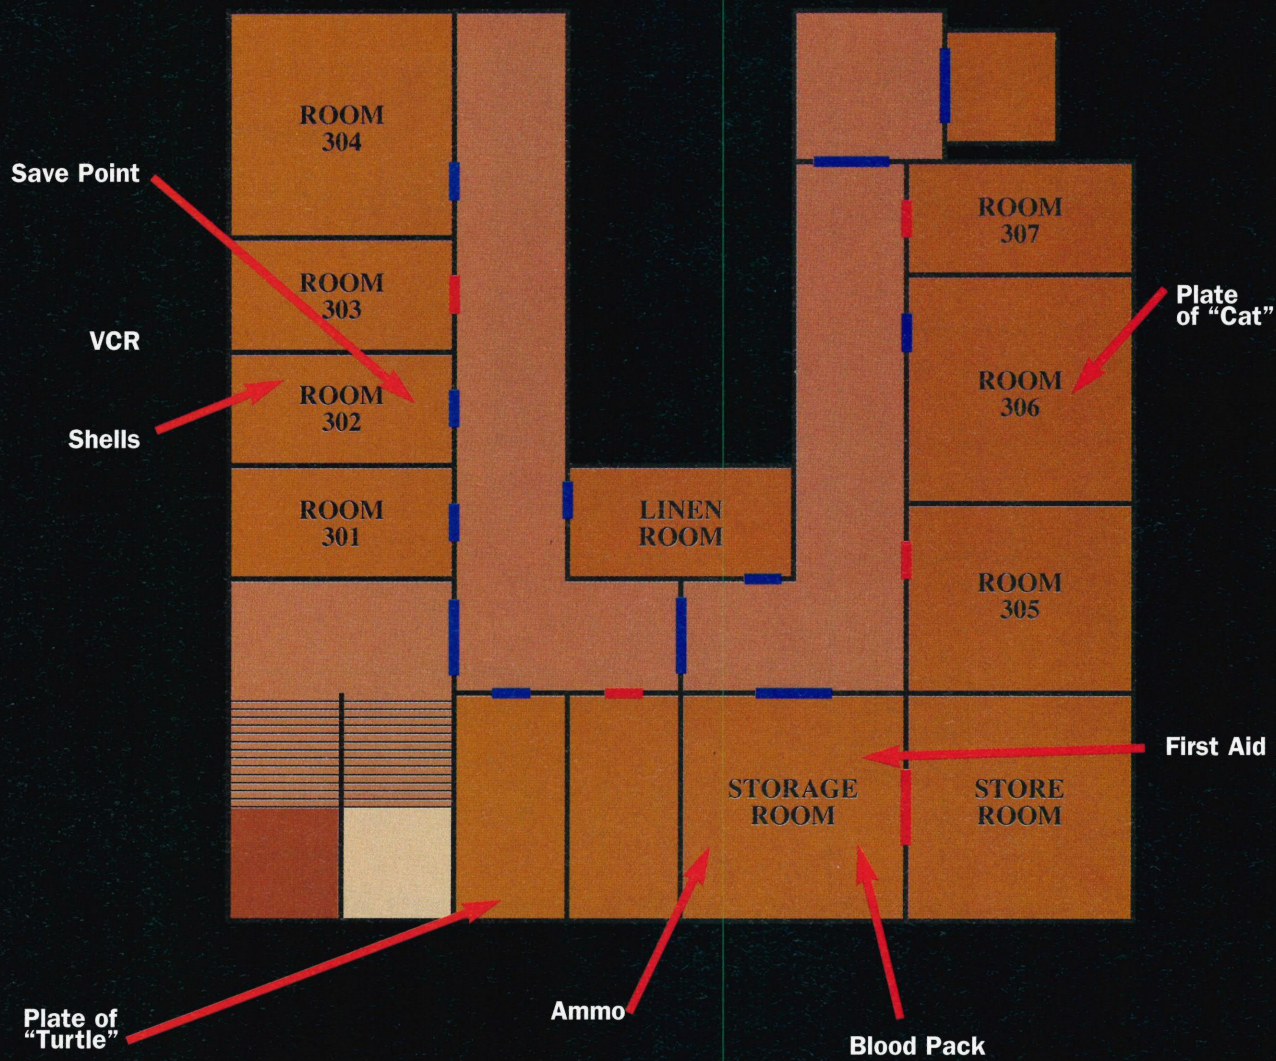 ROOM
304
Save Point
ROOM
307
ROOM
303
Plate
of “Cat”
VCR
ROOM
302
ROOM
306
Shells
ROOM
301
LINEN
ROOM
ROOM
305
First Aid
STORAGE
ROOM
STORE
ROOM
Plate of
“Turtle”
Ammo
Blood Pack